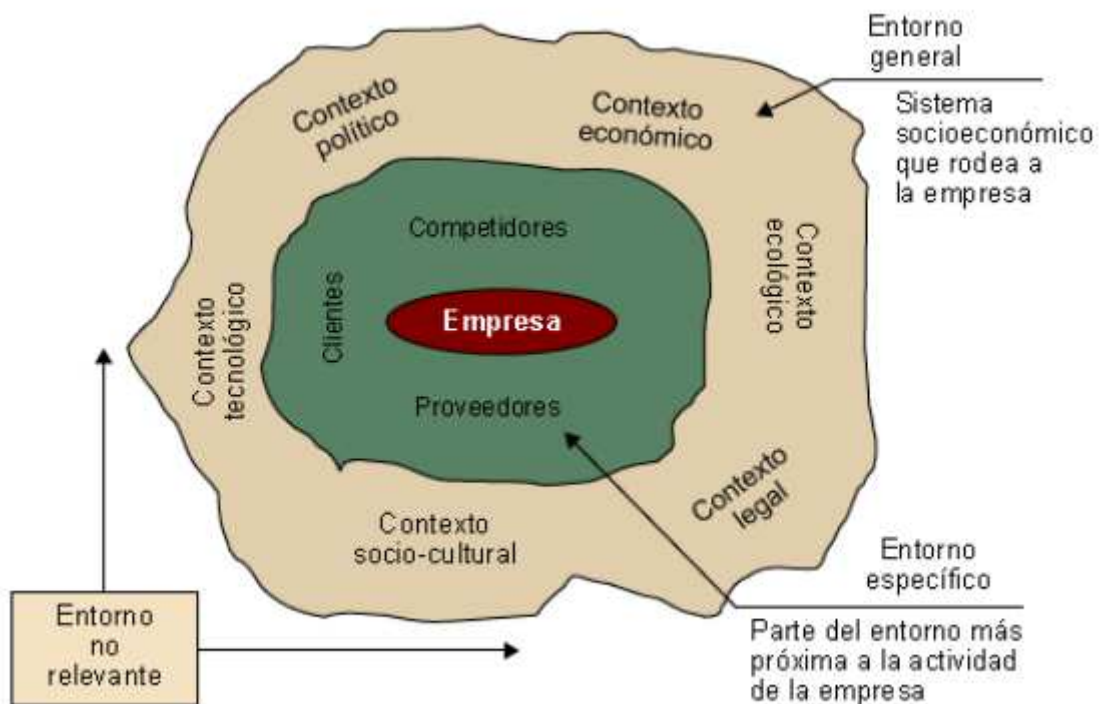 Entorno
general
Sistema
socioeconómico
que rodea a
la empresa
Contexto
político
Contexto
económico
Contexto
ecológico
Competidores
Clientes
Empresa
Proveedores
Contexto
tecnológico
Contexto
legal
Contexto
socio-cultural
Entorno
específico
Parte del entorno más
próxima a la actividad
de la empresa
Entorno
no
relevante